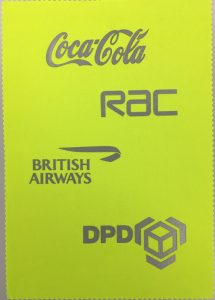 Coca-Cola
RAC
BRITISH
AIRWAYS
DPD